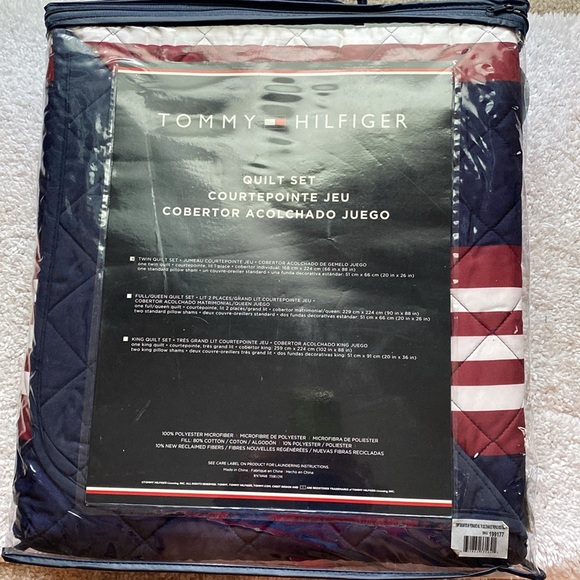 TOMMY HILFIGER
QUILT SET
COURTEPOINTE JEU
COBERTOR ACOLCHADO JUEGO
TWIN QUILT SET • JUMEAU COURTEPOINTE JEU • COBERTOR ACOLCHADO DE GEMELO JUEGO
one twin quilt • courtepointe, lit 1 place • cobertor individual: 168 cm x 224 cm (66 in x 88 in)
one standard pillow sham • un couvre-oreiller standard • una funda decorativa estándar: 51 cm x 66 cm (20 in x 26 in)
FULL/QUEEN QUILT SET • LIT 2 PLACES/GRAND LIT COURTEPOINTE JEU •
COBERTOR ACOLCHADO MATRIMONIAL/QUEEN JUEGO
one full/queen quilt • courtepointe, lit 2 places/grand lit • cobertor matrimonial/queen: 229 cm x 224 cm (90 in x 88 in)
two standard pillow shams • deux couvre-oreillers standard • dos fundas decorativas estándar: 51 cm x 66 cm (20 in x 26 in)
KING QUILT SET • TRÈS GRAND LIT COURTEPOINTE JEU • COBERTOR ACOLCHADO KING JUEGO
one king quilt • courtepointe, très grand lit • cobertor king: 259 cm x 224 cm (102 in x 88 in)
two king pillow shams • deux couvre-oreillers très grand lit • dos fundas decorativas king: 51 cm x 91 cm (20 in x 36 in)
100% POLYESTER MICROFIBER | MICROFIBRE DE POLYESTER | MICROFIBRA DE POLIESTER
FILL: 80% COTTON / COTON / ALGODÓN | 10% POLYESTER / POLIESTER |
10% NEW RECLAIMED FIBERS / FIBRES NOUVELLES RÉGÉNÉRÉES / NUEVAS FIBRAS RECICLADAS
SEE CARE LABEL ON PRODUCT FOR LAUNDERING INSTRUCTIONS.
Made in China / Fabriqué en China / Hecho en China
199177